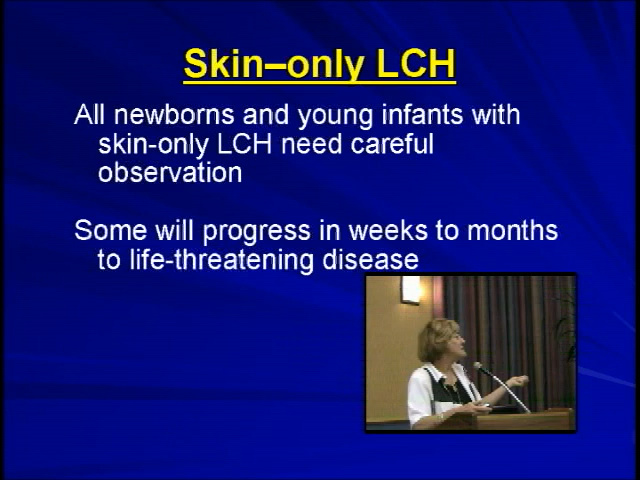 Skin–only LCH
All newborns and young infants with
skin-only LCH need careful
observation
Some will progress in weeks to months
to life-threatening disease